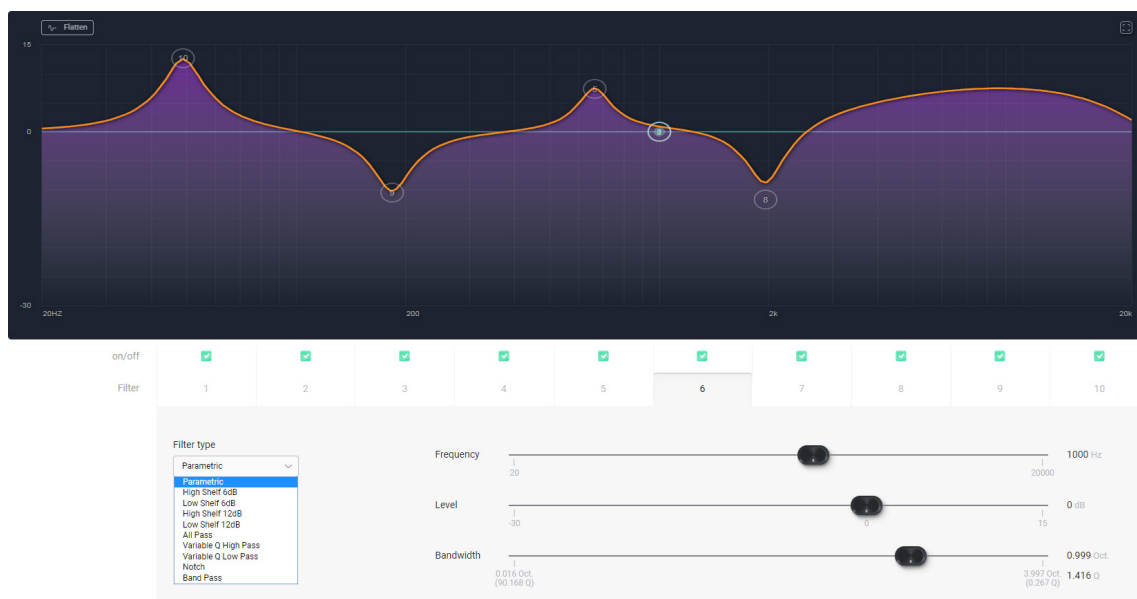 Flatten
15
10
5
0
9
8
-30
20HZ 200 2k 20k
on/off
Filter 1 2 3 4 5 6 7 8 9 10
Filter type
Parametric
Parametric
High Shelf 6dB
Low Shelf 6dB
High Shelf 12dB
Low Shelf 12dB
All Pass
Variable Q High Pass
Variable Q Low Pass
Notch
Band Pass
Frequency 1000 Hz
20 20000
Level 0 dB
-30 0 15
Bandwidth 0.999 Oct.
0.016 Oct. 3.997 Oct.
(90.168 Q) (0.267 Q) 1.416 Q